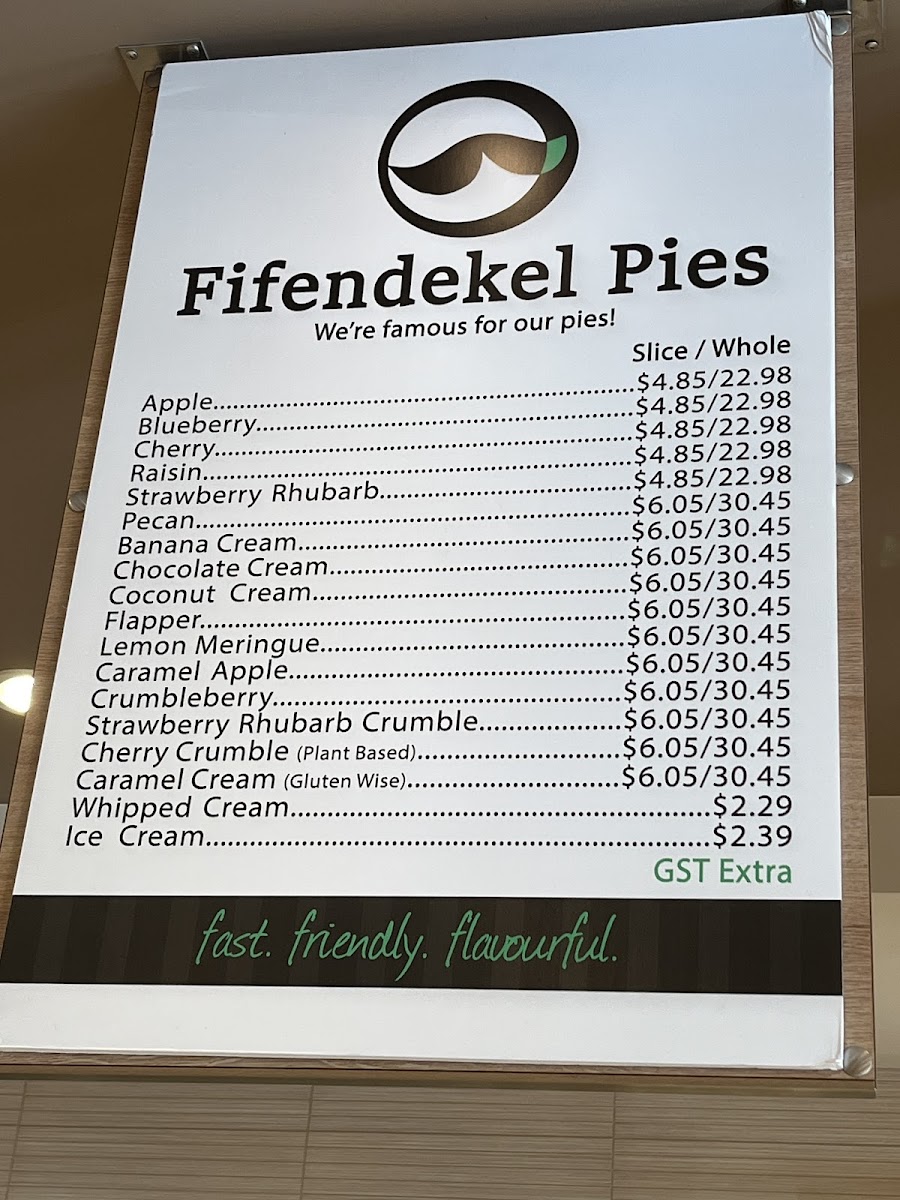 Fifendekel Pies
We're famous for our pies!
Slice / Whole
Apple................................................................$4.85/22.98
Blueberry..........................................................$4.85/22.98
Cherry...............................................................$4.85/22.98
Raisin.................................................................$4.85/22.98
Strawberry Rhubarb......................................$4.85/22.98
Pecan.................................................................$6.05/30.45
Banana Cream..................................................$6.05/30.45
Chocolate Cream.............................................$6.05/30.45
Coconut Cream................................................$6.05/30.45
Flapper...............................................................$6.05/30.45
Lemon Meringue.............................................$6.05/30.45
Caramel Apple..................................................$6.05/30.45
Crumbleberry....................................................$6.05/30.45
Strawberry Rhubarb Crumble.....................$6.05/30.45
Cherry Crumble (Plant Based)..............................$6.05/30.45
Caramel Cream (Gluten Wise)...............................$6.05/30.45
Whipped Cream..............................................................$2.29
Ice Cream..........................................................................$2.39
GST Extra
fast. friendly. flavourful.